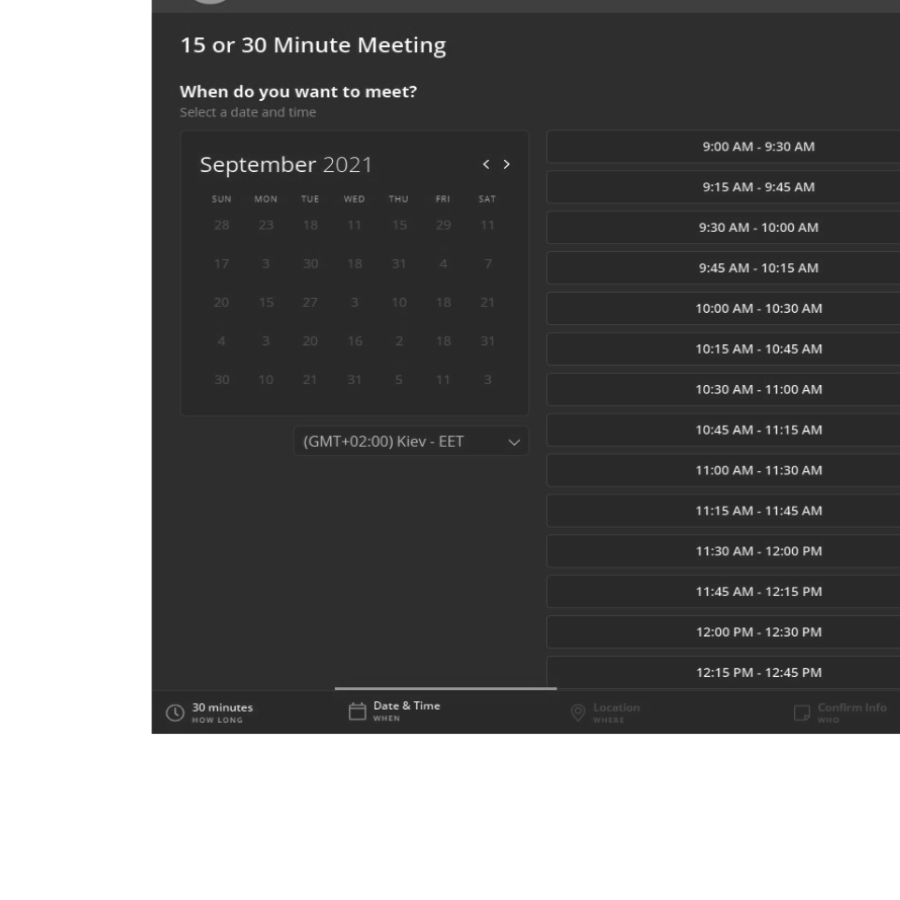 15 or 30 Minute Meeting
When do you want to meet?
Select a date and time
September 2021
SUN MON TUE WED THU FRI SAT
28 23 18 11 15 29 11
17 3 30 18 31 4 7
20 15 27 3 10 18 21
4 3 20 16 2 18 31
30 10 21 31 5 11 3
(GMT+02:00) Kiev - EET
9:00 AM - 9:30 AM
9:15 AM - 9:45 AM
9:30 AM - 10:00 AM
9:45 AM - 10:15 AM
10:00 AM - 10:30 AM
10:15 AM - 10:45 AM
10:30 AM - 11:00 AM
10:45 AM - 11:15 AM
11:00 AM - 11:30 AM
11:15 AM - 11:45 AM
11:30 AM - 12:00 PM
11:45 AM - 12:15 PM
12:00 PM - 12:30 PM
12:15 PM - 12:45 PM
30 minutes
HOW LONG
Date & Time
WHEN
Location
WHERE
Confirm Info
WHO